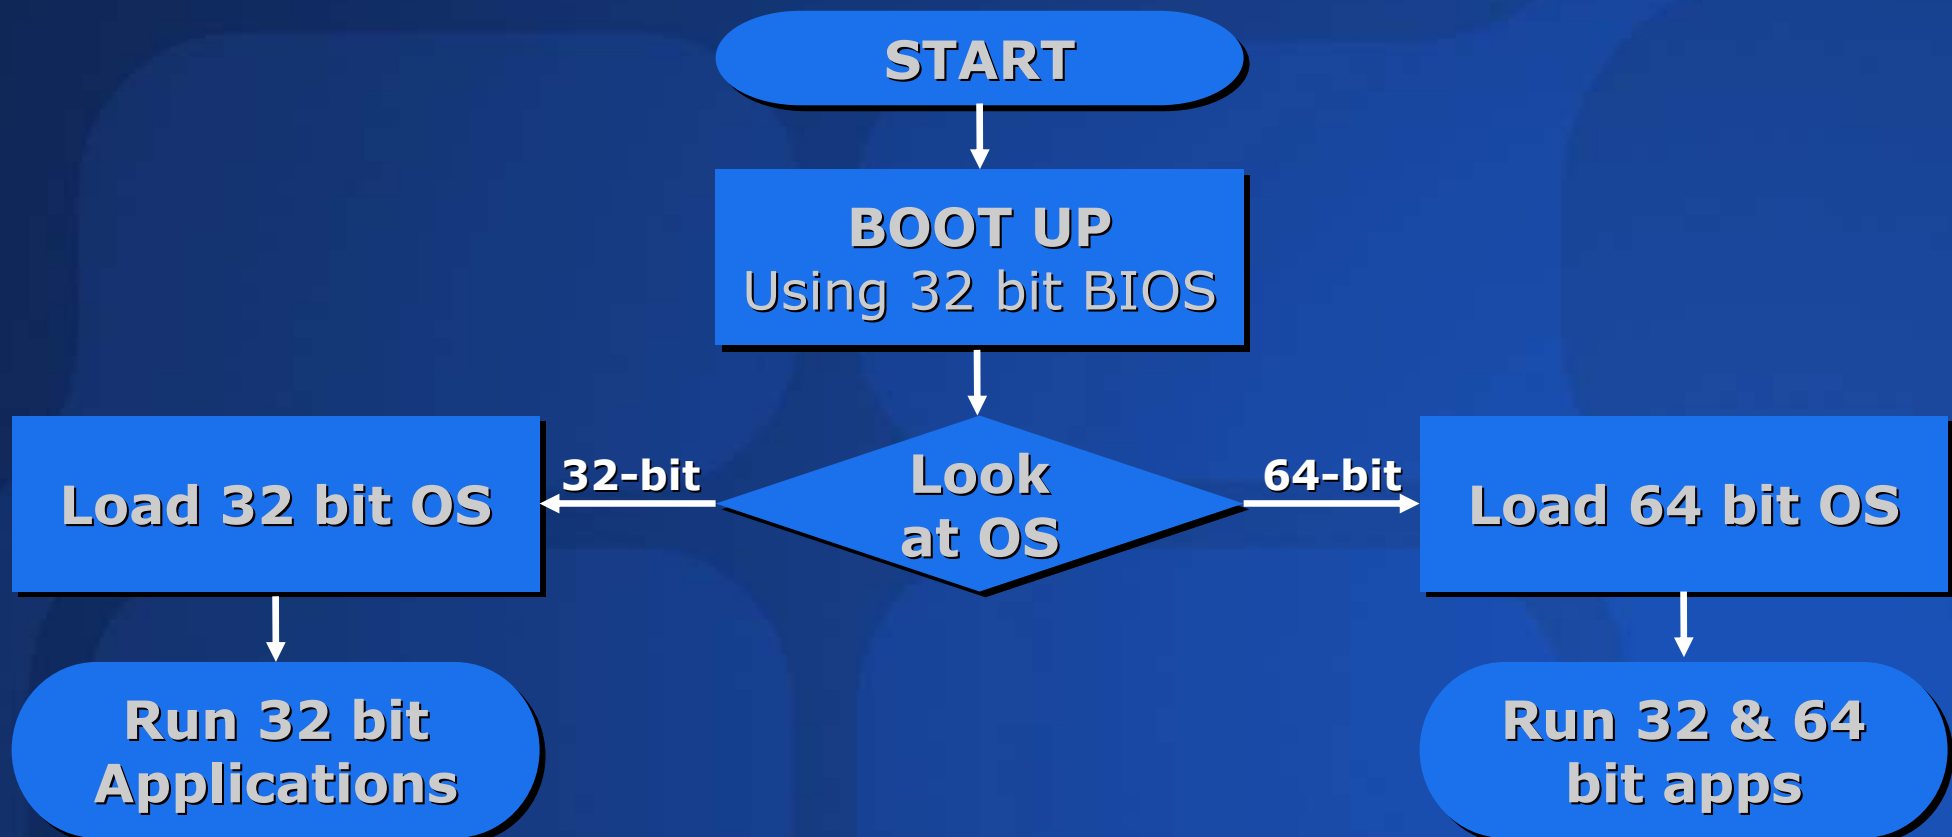 START
BOOT UP
Using 32 bit BIOS
Look
at OS
32–bit
64–bit
Load 32 bit OS
Load 64 bit OS
Run 32 bit
Applications
Run 32 & 64
bit apps